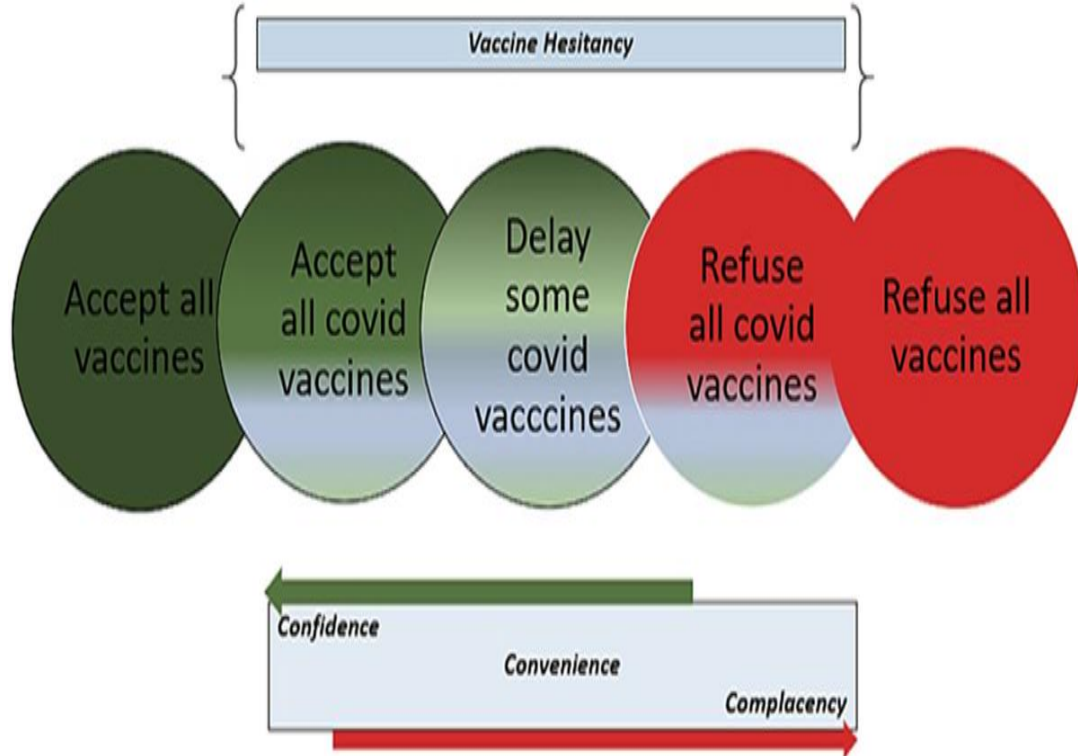 Vaccine Hesitancy
Accept all
vaccines
Accept
all covid
vaccines
Delay
some
covid
vacccines
Refuse
all covid
vaccines
Refuse all
vaccines
Confidence
Convenience
Complacency